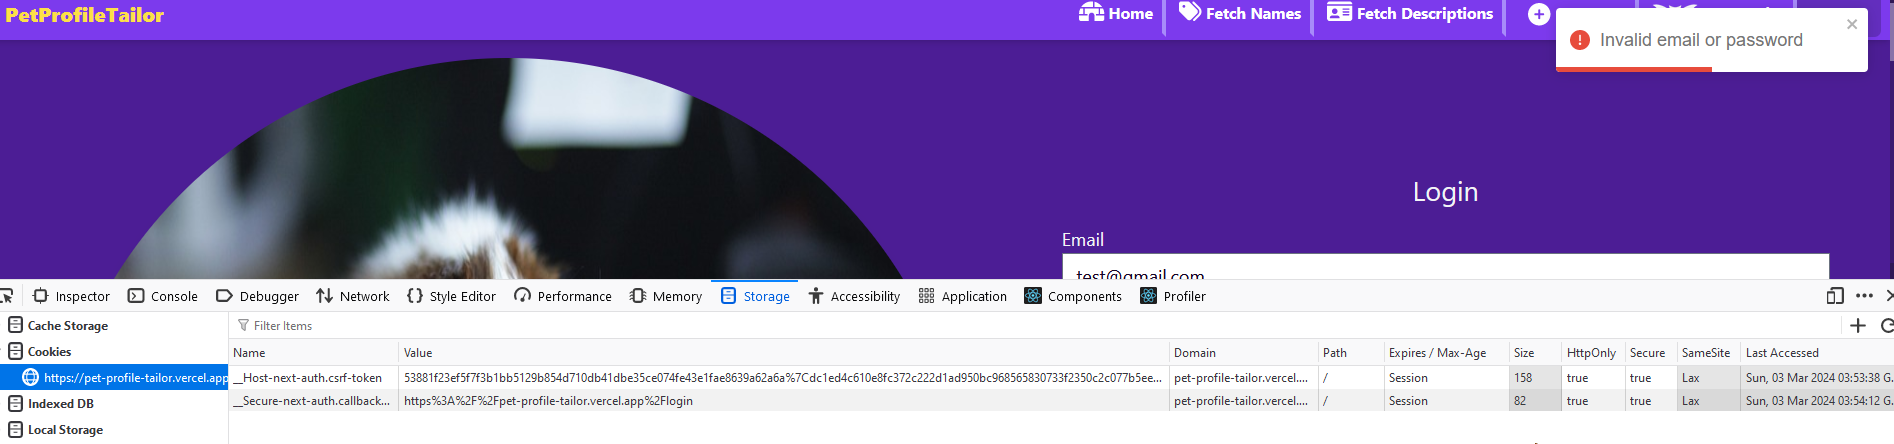 PetProfileTailor
Home
Fetch Names
Fetch Descriptions
Invalid email or password
Login
Email
test@gmail.com
Inspector Console Debugger Network Style Editor Performance Memory Storage Accessibility Application Components Profiler
Cache Storage
Cookies
https://pet-profile-tailor.vercel.app
Indexed DB
Local Storage
Filter Items
Name Value Domain Path Expires / Max-Age Size HttpOnly Secure SameSite Last Accessed
__Host-next-auth.csrf-token 53881f23ef5f7f3b1bb5129b854d710db41dbe35ce074fe43e1fae8639a62a6a%7Cdc1ed4c610e8fc372c222d1ad950bc968565830733f2350c2c077b5ee... pet-profile-tailor.vercel.... / Session 158 true true Lax Sun, 03 Mar 2024 03:53:38 G...
__Secure-next-auth.callback... https%3A%2F%2Fpet-profile-tailor.vercel.app%2Flogin pet-profile-tailor.vercel.... / Session 82 true true Lax Sun, 03 Mar 2024 03:54:12 G...